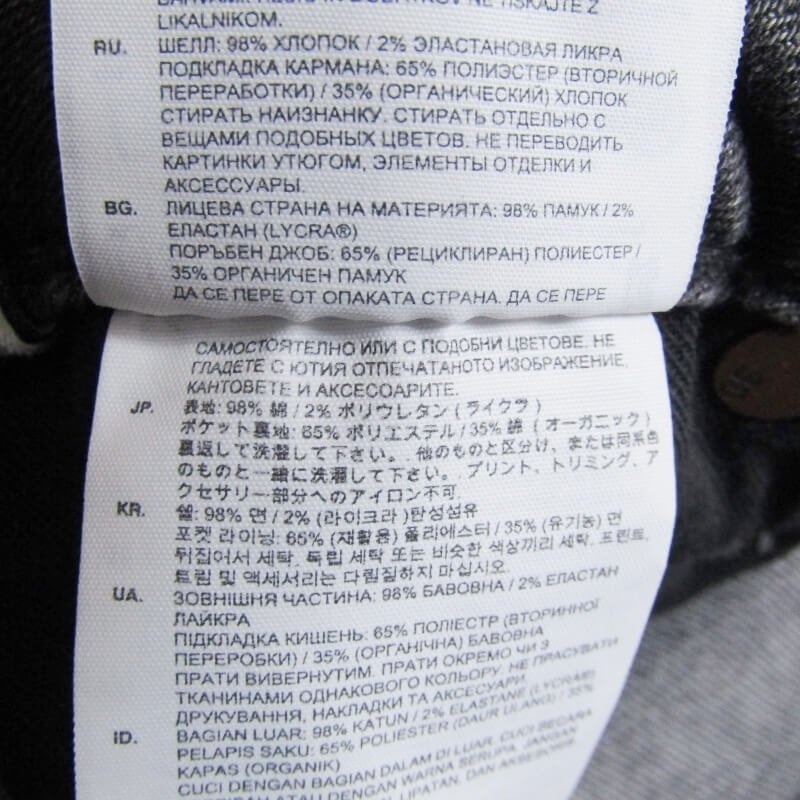 LIKALNIKOM.
RU. ШЕЛЛ: 98% ХЛОПОК / 2% ЭЛАСТАНОВАЯ ЛИКРА
ПОДКЛАДКА КАРМАНА: 65% ПОЛИЭСТЕР (ВТОРИЧНОЙ
ПЕРЕРАБОТКИ) / 35% (ОРГАНИЧЕСКИЙ) ХЛОПОК
СТИРАТЬ НАИЗНАНКУ. СТИРАТЬ ОТДЕЛЬНО С
ВЕЩАМИ ПОДОБНЫХ ЦВЕТОВ. НЕ ПЕРЕВОДИТЬ
КАРТИНКИ УТЮГОМ, ЭЛЕМЕНТЫ ОТДЕЛКИ И
АКСЕССУАРЫ.
BG. ЛИЦЕВА СТРАНА НА МАТЕРИЯТА: 98% ПАМУК / 2%
ЕЛАСТАН (LYCRA®)
ПОРЪБЕН ДЖОБ: 65% (РЕЦИКЛИРАН) ПОЛИЕСТЕР /
35% ОРГАНИЧЕН ПАМУК
ДА СЕ ПЕРЕ ОТ ОПАКАТА СТРАНА. ДА СЕ ПЕРЕ
САМОСТОЯТЕЛНО ИЛИ С ПОДОБНИ ЦВЕТОВЕ. НЕ
ГЛАДЕТЕ С ЮТИЯ ОТПЕЧАТАНОТО ИЗОБРАЖЕНИЕ,
КАНТОВЕТЕ И АКСЕСОАРИТЕ.
JP. 表地: 98% 綿 / 2% ポリウレタン ( ライクラ )
ポケット裏地: 65% ポリエステル / 35% 綿 ( オーガニック )
裏返して洗濯して下さい。他のものと区分け、または同系色
のものと一緒に洗濯して下さい。プリント、トリミング、ア
クセサリー部分へのアイロン不可.
KR. 쉘: 98% 면 / 2% (라이크라 )탄성섬유
포켓 라이닝: 65% (재활용) 폴리에스터 / 35% (유기농) 면
뒤집어서 세탁. 독립 세탁 또는 비슷한 색상끼리 세탁. 프린트,
트림 및 액세서리는 다림질하지 마십시오.
UA. ЗОВНІШНЯ ЧАСТИНА: 98% БАВОВНА / 2% ЕЛАСТАН
ЛАЙКРА
ПІДКЛАДКА КИШЕНЬ: 65% ПОЛІЕСТР (ВТОРИННОЇ
ПЕРЕРОБКИ) / 35% (ОРГАНІЧНА) БАВОВНА
ПРАТИ ВИВЕРНУТИМ. ПРАТИ ОКРЕМО ЧИ З
ТКАНИНАМИ ОДНАКОВОГО КОЛЬОРУ. НЕ ПРАСУВАТИ
ДРУКУВАННЯ, НАКЛАДКИ ТА АКСЕСУАРИ.
ID. BAGIAN LUAR: 98% KATUN / 2% ELASTANE (LYCRA®)
PELAPIS SAKU: 65% POLIESTER (DAUR ULANG) / 35%
KAPAS (ORGANIK)
CUCI DENGAN BAGIAN DALAM DI LUAR. CUCI SECARA
ATAU DENGAN WARNA SERUPA. JANGAN
LIPATAN, DAN AKSESORIS.